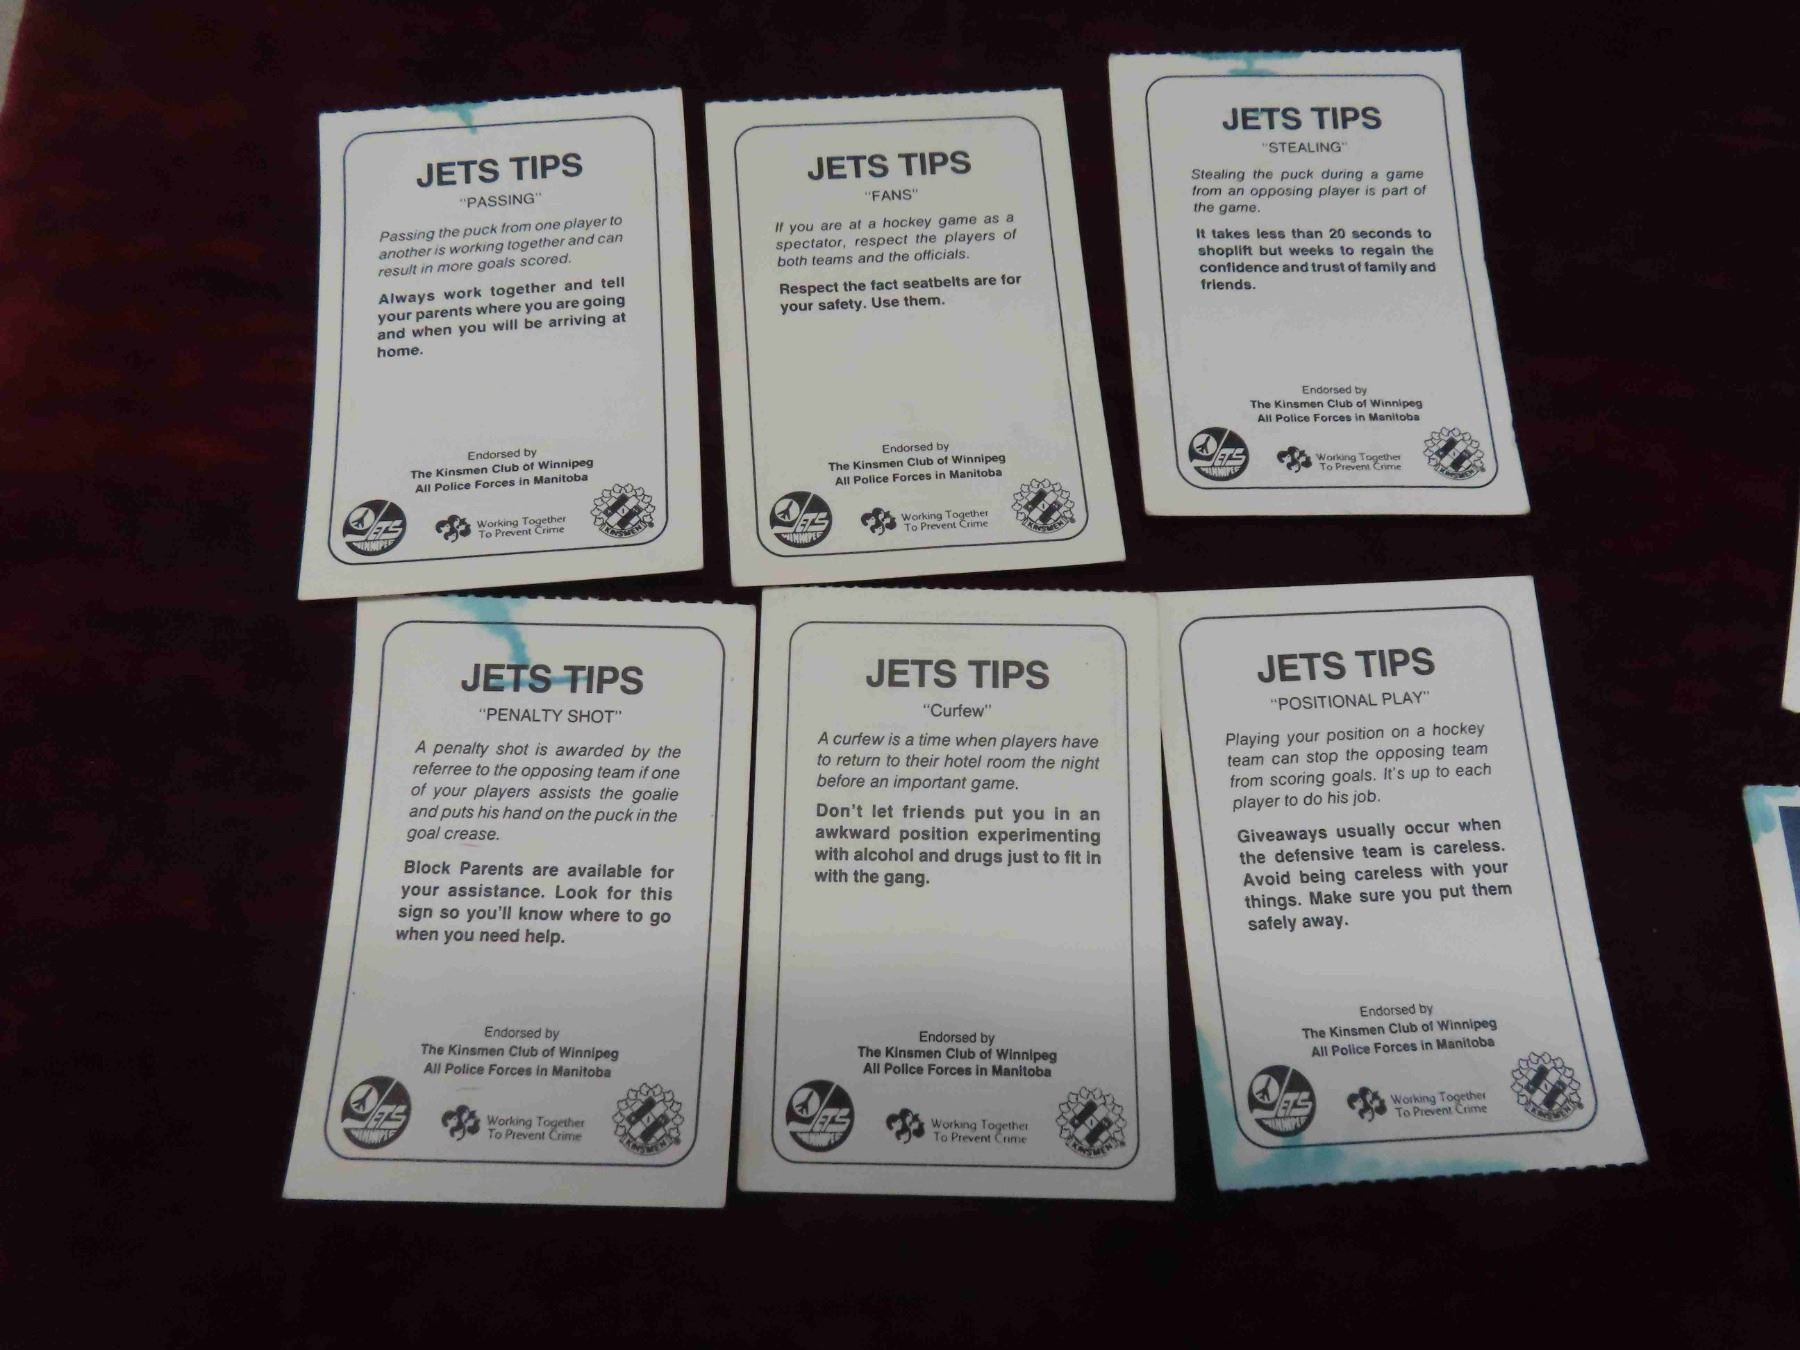 JETS TIPS
"PASSING"
Passing the puck from one player to
another is working together and can
result in more goals scored.
Always work together and tell
your parents where you are going
and when you will be arriving at
home.
Endorsed by
The Kinsmen Club of Winnipeg
All Police Forces in Manitoba
JETS
WINNIPEG
Working Together
To Prevent Crime
KINSMEN
JETS TIPS
"FANS"
If you are at a hockey game as a
spectator, respect the players of
both teams and the officials.
Respect the fact seatbelts are for
your safety. Use them.
Endorsed by
The Kinsmen Club of Winnipeg
All Police Forces in Manitoba
JETS
WINNIPEG
Working Together
To Prevent Crime
KINSMEN
JETS TIPS
"STEALING"
Stealing the puck during a game
from an opposing player is part of
the game.
It takes less than 20 seconds to
shoplift but weeks to regain the
confidence and trust of family and
friends.
Endorsed by
The Kinsmen Club of Winnipeg
All Police Forces in Manitoba
JETS
WINNIPEG
Working Together
To Prevent Crime
KINSMEN
JETS TIPS
"PENALTY SHOT"
A penalty shot is awarded by the
referree to the opposing team if one
of your players assists the goalie
and puts his hand on the puck in the
goal crease.
Block Parents are available for
your assistance. Look for this
sign so you'll know where to go
when you need help.
Endorsed by
The Kinsmen Club of Winnipeg
All Police Forces in Manitoba
JETS
WINNIPEG
Working Together
To Prevent Crime
KINSMEN
JETS TIPS
"Curfew"
A curfew is a time when players have
to return to their hotel room the night
before an important game.
Don't let friends put you in an
awkward position experimenting
with alcohol and drugs just to fit in
with the gang.
Endorsed by
The Kinsmen Club of Winnipeg
All Police Forces in Manitoba
JETS
WINNIPEG
Working Together
To Prevent Crime
KINSMEN
JETS TIPS
"POSITIONAL PLAY"
Playing your position on a hockey
team can stop the opposing team
from scoring goals. It's up to each
player to do his job.
Giveaways usually occur when
the defensive team is careless.
Avoid being careless with your
things. Make sure you put them
safely away.
Endorsed by
The Kinsmen Club of Winnipeg
All Police Forces in Manitoba
JETS
WINNIPEG
Working Together
To Prevent Crime
KINSMEN